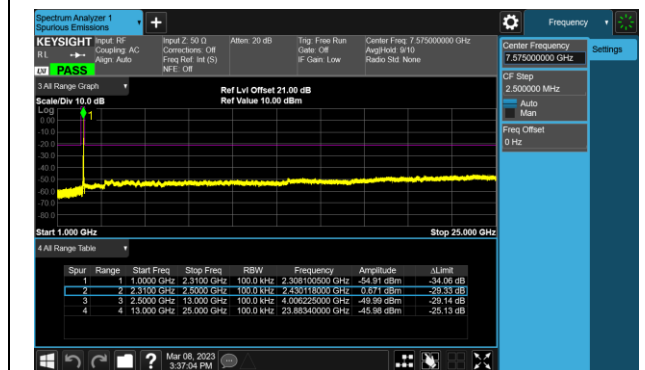 Spectrum Analyzer 1
Spurious Emissions
Frequency
KEYSIGHT Input: RF Input Z: 50 Ω Atten: 20 dB Trig: Free Run Center Freq: 7.575000000 GHz
RL Coupling: AC Corrections: Off Gate: Off Avg|Hold: 9/10
Align: Auto Freq Ref: Int (S) IF Gain: Low Radio Std: None
LXI PASS NFE: Off
Center Frequency
7.575000000 GHz
Settings
CF Step
2.500000 MHz
Auto
Man
Freq Offset
0 Hz
3 All Range Graph
Ref Lvl Offset 21.00 dB
Scale/Div 10.0 dB Ref Value 10.00 dBm
Log
1
0.00
-10.0
-20.0
-30.0
-40.0
-50.0
-60.0
-70.0
-80.0
Start 1.000 GHz Stop 25.000 GHz
4 All Range Table
Spur Range Start Freq Stop Freq RBW Frequency Amplitude ΔLimit
1 1 1.0000 GHz 2.3100 GHz 100.0 kHz 2.308100500 GHz -54.91 dBm -34.06 dB
2 2 2.3100 GHz 2.5000 GHz 100.0 kHz 2.430118000 GHz 0.671 dBm -29.33 dB
3 3 2.5000 GHz 13.000 GHz 100.0 kHz 4.006225000 GHz -49.99 dBm -29.14 dB
4 4 13.000 GHz 25.000 GHz 100.0 kHz 23.88340000 GHz -45.98 dBm -25.13 dB
? Mar 08, 2023
3:37:04 PM